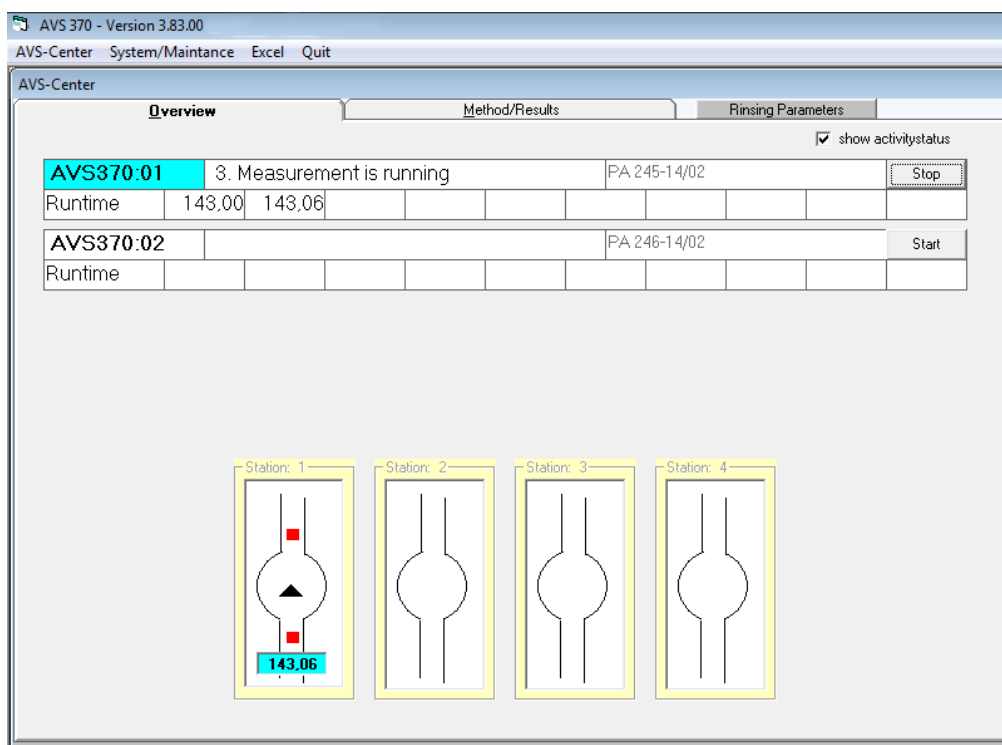 AVS 370 - Version 3.83.00
AVS-Center System/Maintance Excel Quit
AVS-Center
Overview Method/Results Rinsing Parameters
show activitystatus
AVS370:01 3. Measurement is running PA 245-14/02 Stop
Runtime 143,00 143,06
AVS370:02 PA 246-14/02 Start
Runtime
Station: 1 Station: 2 Station: 3 Station: 4
143,06